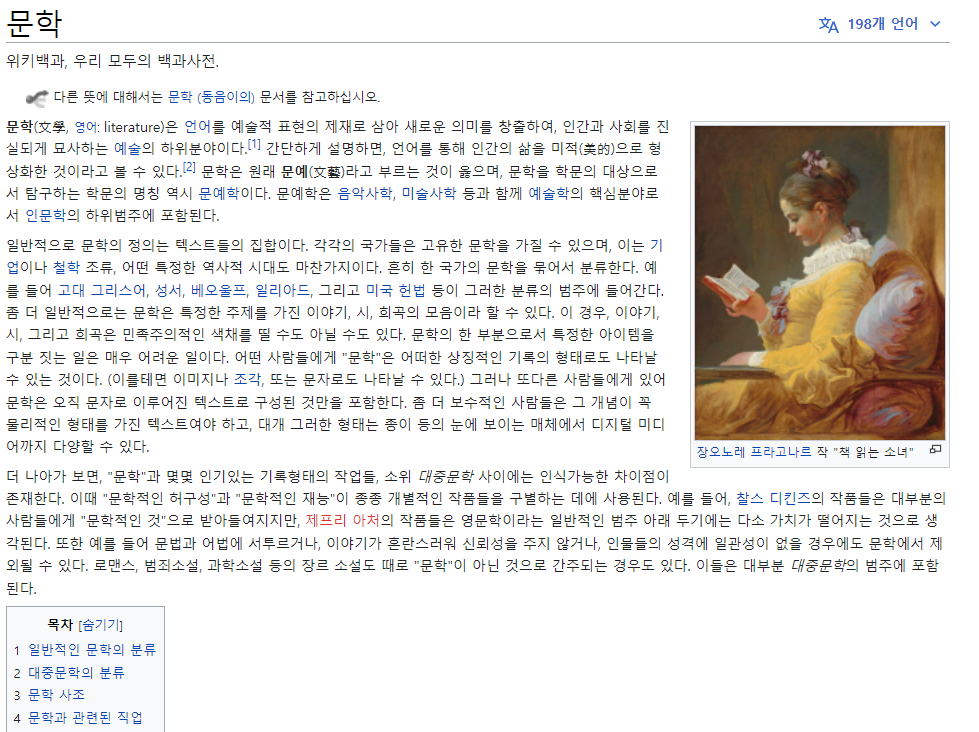 문학
198개 언어
위키백과, 우리 모두의 백과사전.
다른 뜻에 대해서는 문학 (동음이의) 문서를 참고하십시오.
문학(文學, 영어: literature)은 언어를 예술적 표현의 제재로 삼아 새로운 의미를 창출하여, 인간과 사회를 진
실되게 묘사하는 예술의 하위분야이다.[1] 간단하게 설명하면, 언어를 통해 인간의 삶을 미적(美的)으로 형
상화한 것이라고 볼 수 있다.[2] 문학은 원래 문예(文藝)라고 부르는 것이 옳으며, 문학을 학문의 대상으로
서 탐구하는 학문의 명칭 역시 문예학이다. 문예학은 음악사학, 미술사학 등과 함께 예술학의 핵심분야로
서 인문학의 하위범주에 포함된다.
일반적으로 문학의 정의는 텍스트들의 집합이다. 각각의 국가들은 고유한 문학을 가질 수 있으며, 이는 기
업이나 철학 조류, 어떤 특정한 역사적 시대도 마찬가지이다. 흔히 한 국가의 문학을 묶어서 분류한다. 예
를 들어 고대 그리스어, 성서, 베오울프, 일리아드, 그리고 미국 헌법 등이 그러한 분류의 범주에 들어간다.
좀 더 일반적으로는 문학은 특정한 주제를 가진 이야기, 시, 희곡의 모음이라 할 수 있다. 이 경우, 이야기,
시, 그리고 희곡은 민족주의적인 색채를 띨 수도 아닐 수도 있다. 문학의 한 부분으로서 특정한 아이템을
구분 짓는 일은 매우 어려운 일이다. 어떤 사람들에게 "문학"은 어떠한 상징적인 기록의 형태로도 나타날
수 있는 것이다. (이를테면 이미지나 조각, 또는 문자로도 나타날 수 있다.) 그러나 또다른 사람들에게 있어
문학은 오직 문자로 이루어진 텍스트로 구성된 것만을 포함한다. 좀 더 보수적인 사람들은 그 개념이 꼭
물리적인 형태를 가진 텍스트여야 하고, 대개 그러한 형태는 종이 등의 눈에 보이는 매체에서 디지털 미디
어까지 다양할 수 있다.
장오노레 프라고나르 작 "책 읽는 소녀"
더 나아가 보면, "문학"과 몇몇 인기있는 기록형태의 작업들, 소위 대중문학 사이에는 인식가능한 차이점이
존재한다. 이때 "문학적인 허구성"과 "문학적인 재능"이 종종 개별적인 작품들을 구별하는 데에 사용된다. 예를 들어, 찰스 디킨즈의 작품들은 대부분의
사람들에게 "문학적인 것"으로 받아들여지지만, 제프리 아처의 작품들은 영문학이라는 일반적인 범주 아래 두기에는 다소 가치가 떨어지는 것으로 생
각된다. 또한 예를 들어 문법과 어법에 서투르거나, 이야기가 혼란스러워 신뢰성을 주지 않거나, 인물들의 성격에 일관성이 없을 경우에도 문학에서 제
외될 수 있다. 로맨스, 범죄소설, 과학소설 등의 장르 소설도 때로 "문학"이 아닌 것으로 간주되는 경우도 있다. 이들은 대부분 대중문학의 범주에 포함
된다.
목차 [숨기기]
1 일반적인 문학의 분류
2 대중문학의 분류
3 문학 사조
4 문학과 관련된 직업